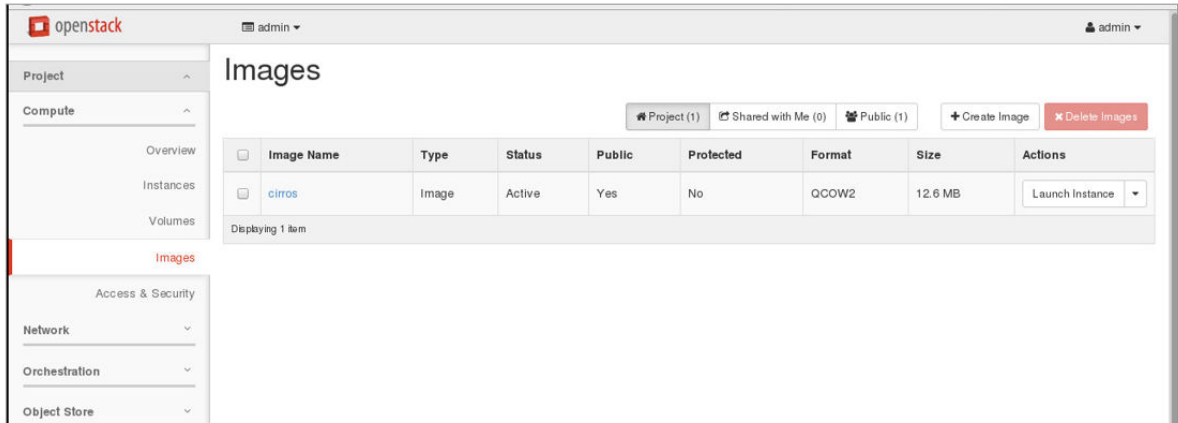 openstack admin admin
Project
Compute
Overview
Instances
Volumes
Images
Access & Security
Network
Orchestration
Object Store
Images
Project (1) Shared with Me (0) Public (1) Create Image Delete Images
Image Name Type Status Public Protected Format Size Actions
cirros Image Active Yes No QCOW2 12.6 MB Launch Instance
Displaying 1 item